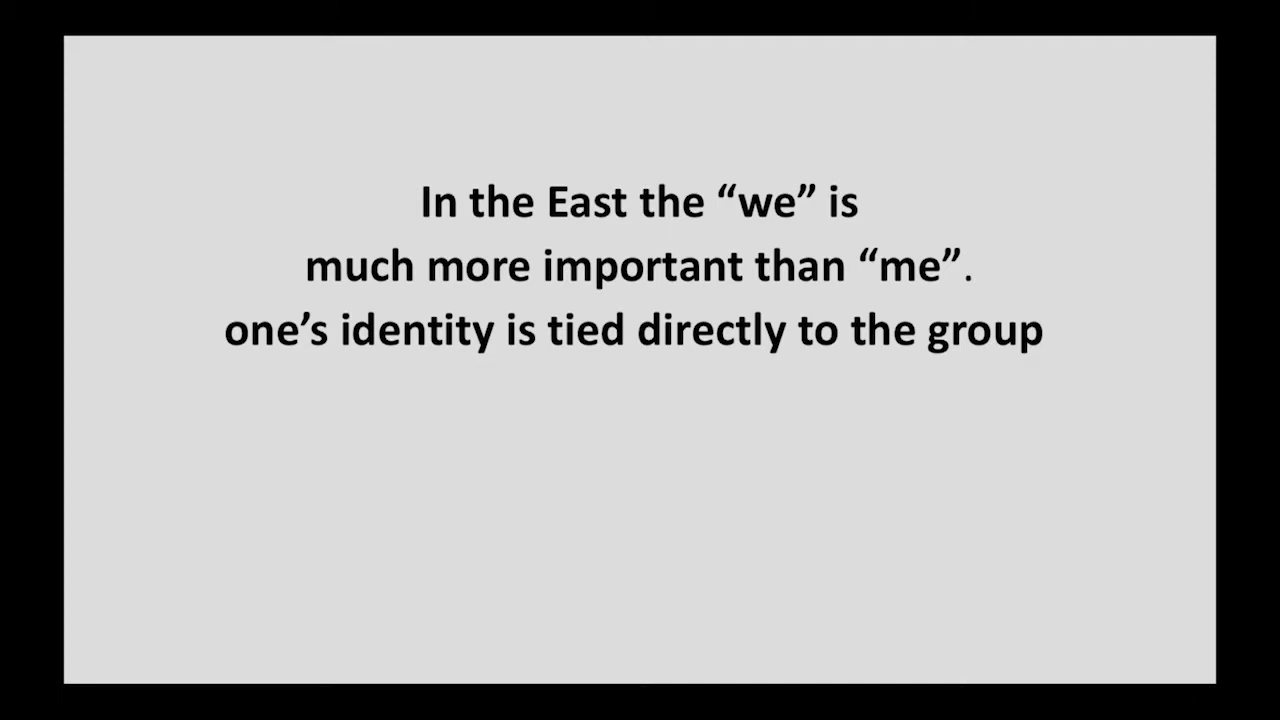 In the East the “we” is
much more important than “me”.
one’s identity is tied directly to the group